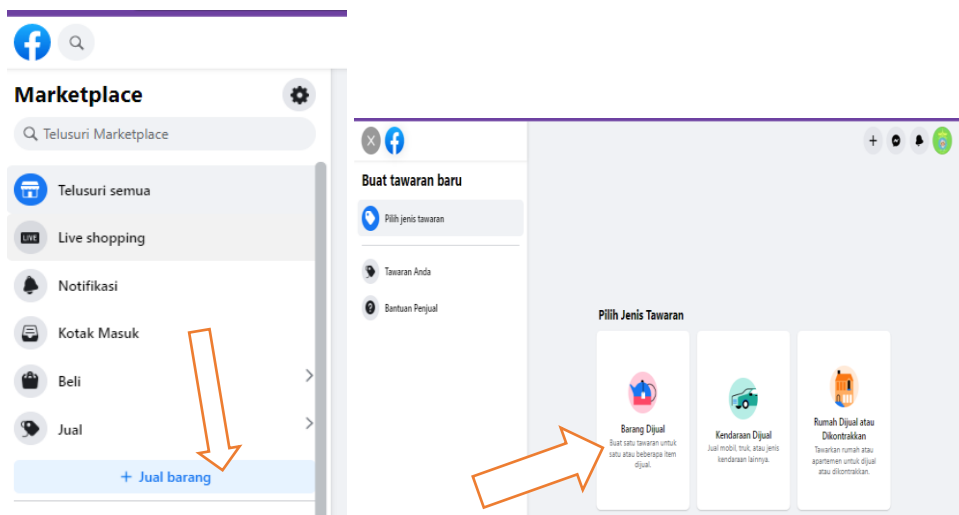 Marketplace
Telusuri Marketplace
Telusuri semua
LIVE
Live shopping
Notifikasi
Kotak Masuk
Beli
Jual
+ Jual barang
X
Buat tawaran baru
Pilih jenis tawaran
Tawaran Anda
Bantuan Penjual
Pilih Jenis Tawaran
Barang Dijual
Buat satu tawaran untuk
satu atau beberapa item
dijual.
Kendaraan Dijual
Jual mobil, truk, atau jenis
kendaraan lainnya.
Rumah Dijual atau
Dikontrakkan
Tawarkan rumah atau
apartemen untuk dijual
atau dikontrakkan.